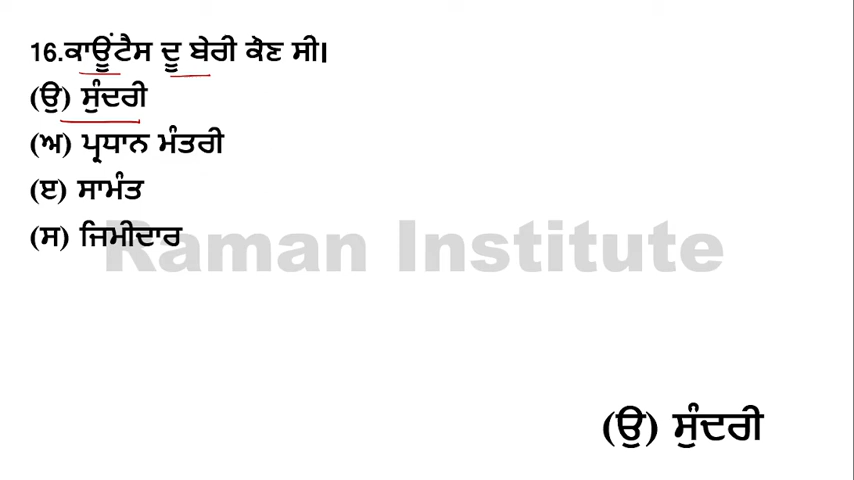 16.ਕਾਊਂਟੈਸ ਦੂ ਬੇਰੀ ਕੌਣ ਸੀ।
(ੳ) ਸੁੰਦਰੀ
(ਅ) ਪ੍ਰਧਾਨ ਮੰਤਰੀ
(ੲ) ਸਾਮੰਤ
(ਸ) ਜਿਮੀਦਾਰ
Raman Institute
(ੳ) ਸੁੰਦਰੀ